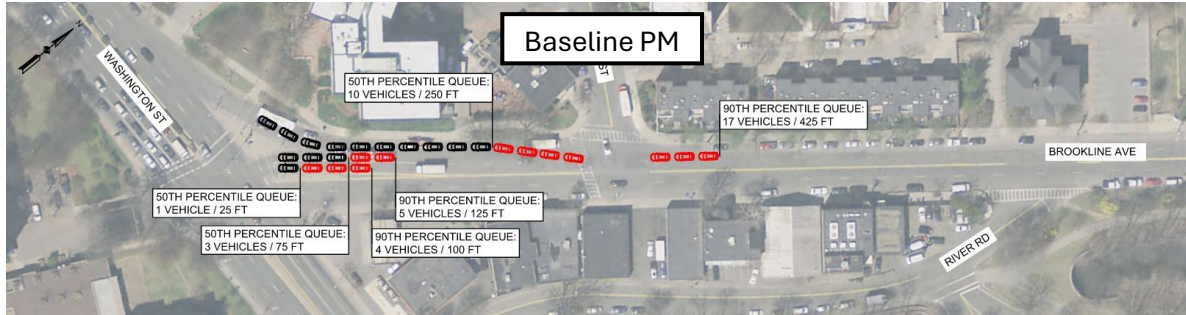 Baseline PM
N
WASHINGTON ST
ST
50TH PERCENTILE QUEUE:
10 VEHICLES / 250 FT
90TH PERCENTILE QUEUE:
17 VEHICLES / 425 FT
BROOKLINE AVE
50TH PERCENTILE QUEUE:
1 VEHICLE / 25 FT
90TH PERCENTILE QUEUE:
5 VEHICLES / 125 FT
50TH PERCENTILE QUEUE:
3 VEHICLES / 75 FT
90TH PERCENTILE QUEUE:
4 VEHICLES / 100 FT
RIVER RD